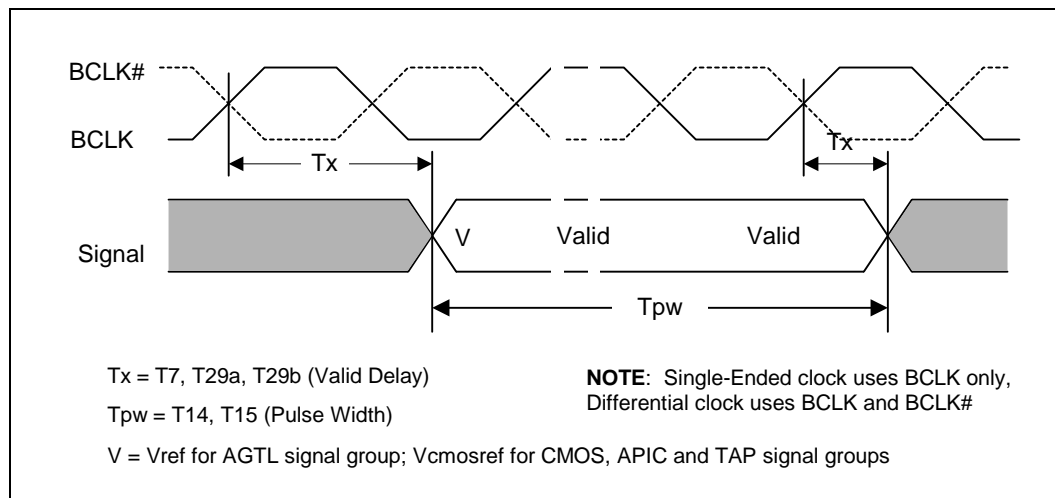 BCLK#
BCLK
Tx
Tx
Signal
V
Valid
Valid
Tpw
Tx = T7, T29a, T29b (Valid Delay)
Tpw = T14, T15 (Pulse Width)
V = Vref for AGTL signal group; Vcmosref for CMOS, APIC and TAP signal groups
NOTE: Single-Ended clock uses BCLK only,
Differential clock uses BCLK and BCLK#